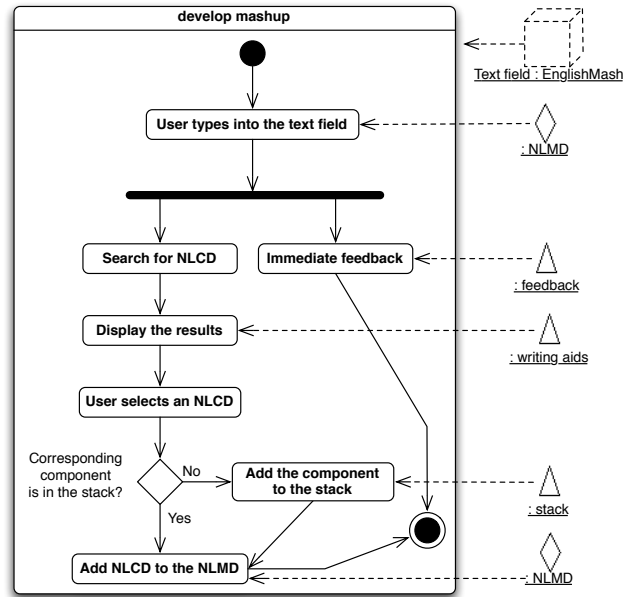 develop mashup
Text field : EnglishMash
User types into the text field
: NLMD
Search for NLCD
Immediate feedback
: feedback
Display the results
: writing aids
User selects an NLCD
Corresponding
component
is in the stack?
No
Add the component
to the stack
: stack
Yes
Add NLCD to the NLMD
: NLMD